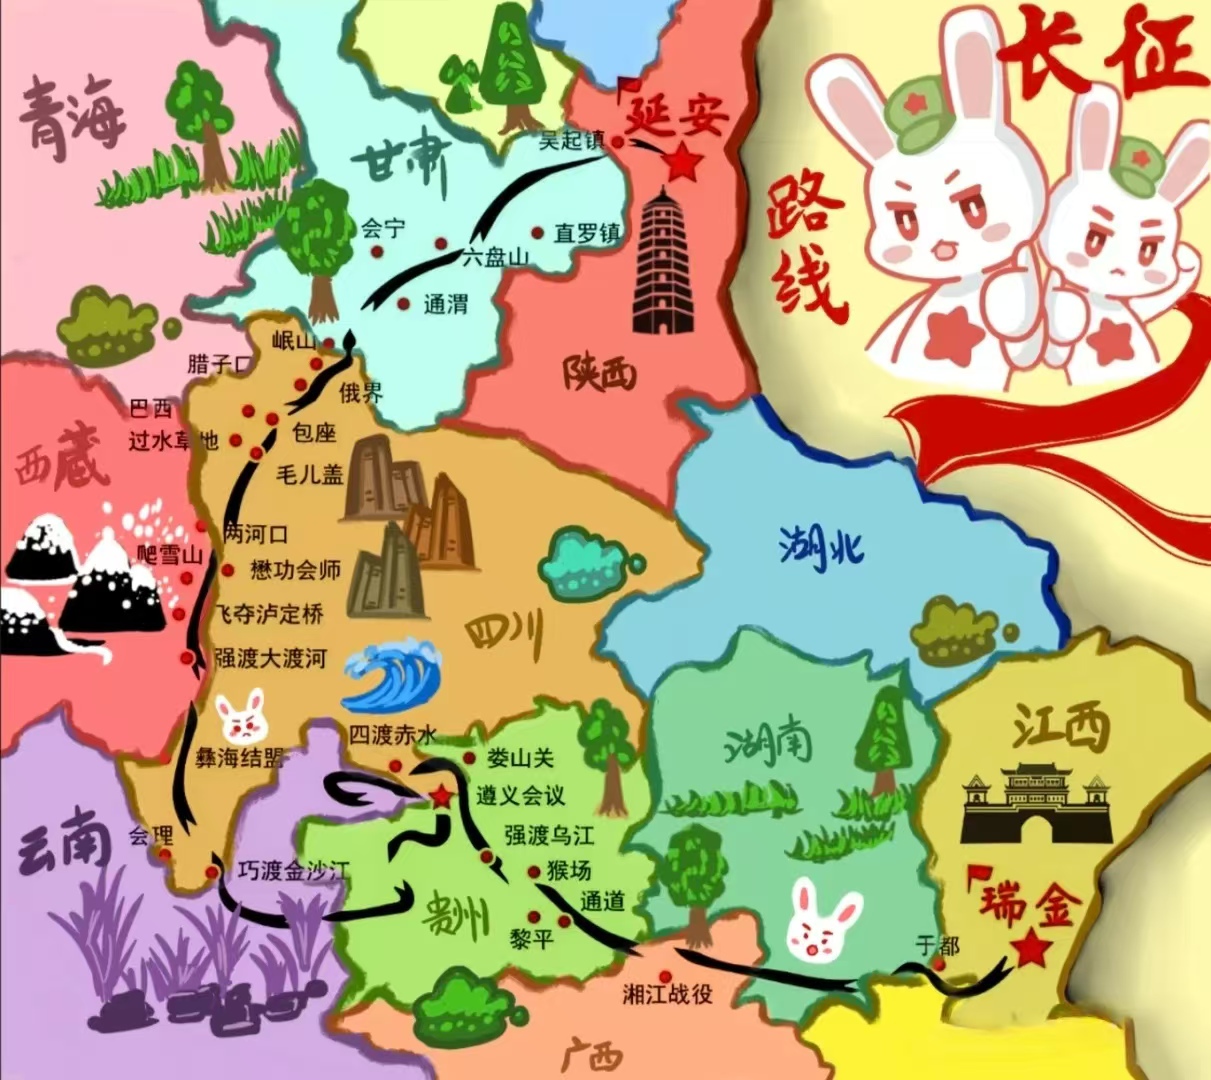 长征
路线
青海
甘肃
吴起镇
延安
会宁
直罗镇
六盘山
通渭
岷山
腊子口
俄界
陕西
巴西
包座
过水草地
毛儿盖
西藏
两河口
爬雪山
懋功会师
湖北
飞夺泸定桥
四川
强渡大渡河
四渡赤水
彝海结盟
娄山关
湖南
江西
遵义会议
云南
会理
强渡乌江
巧渡金沙江
猴场
通道
贵州
黎平
瑞金
于都
湘江战役
广西